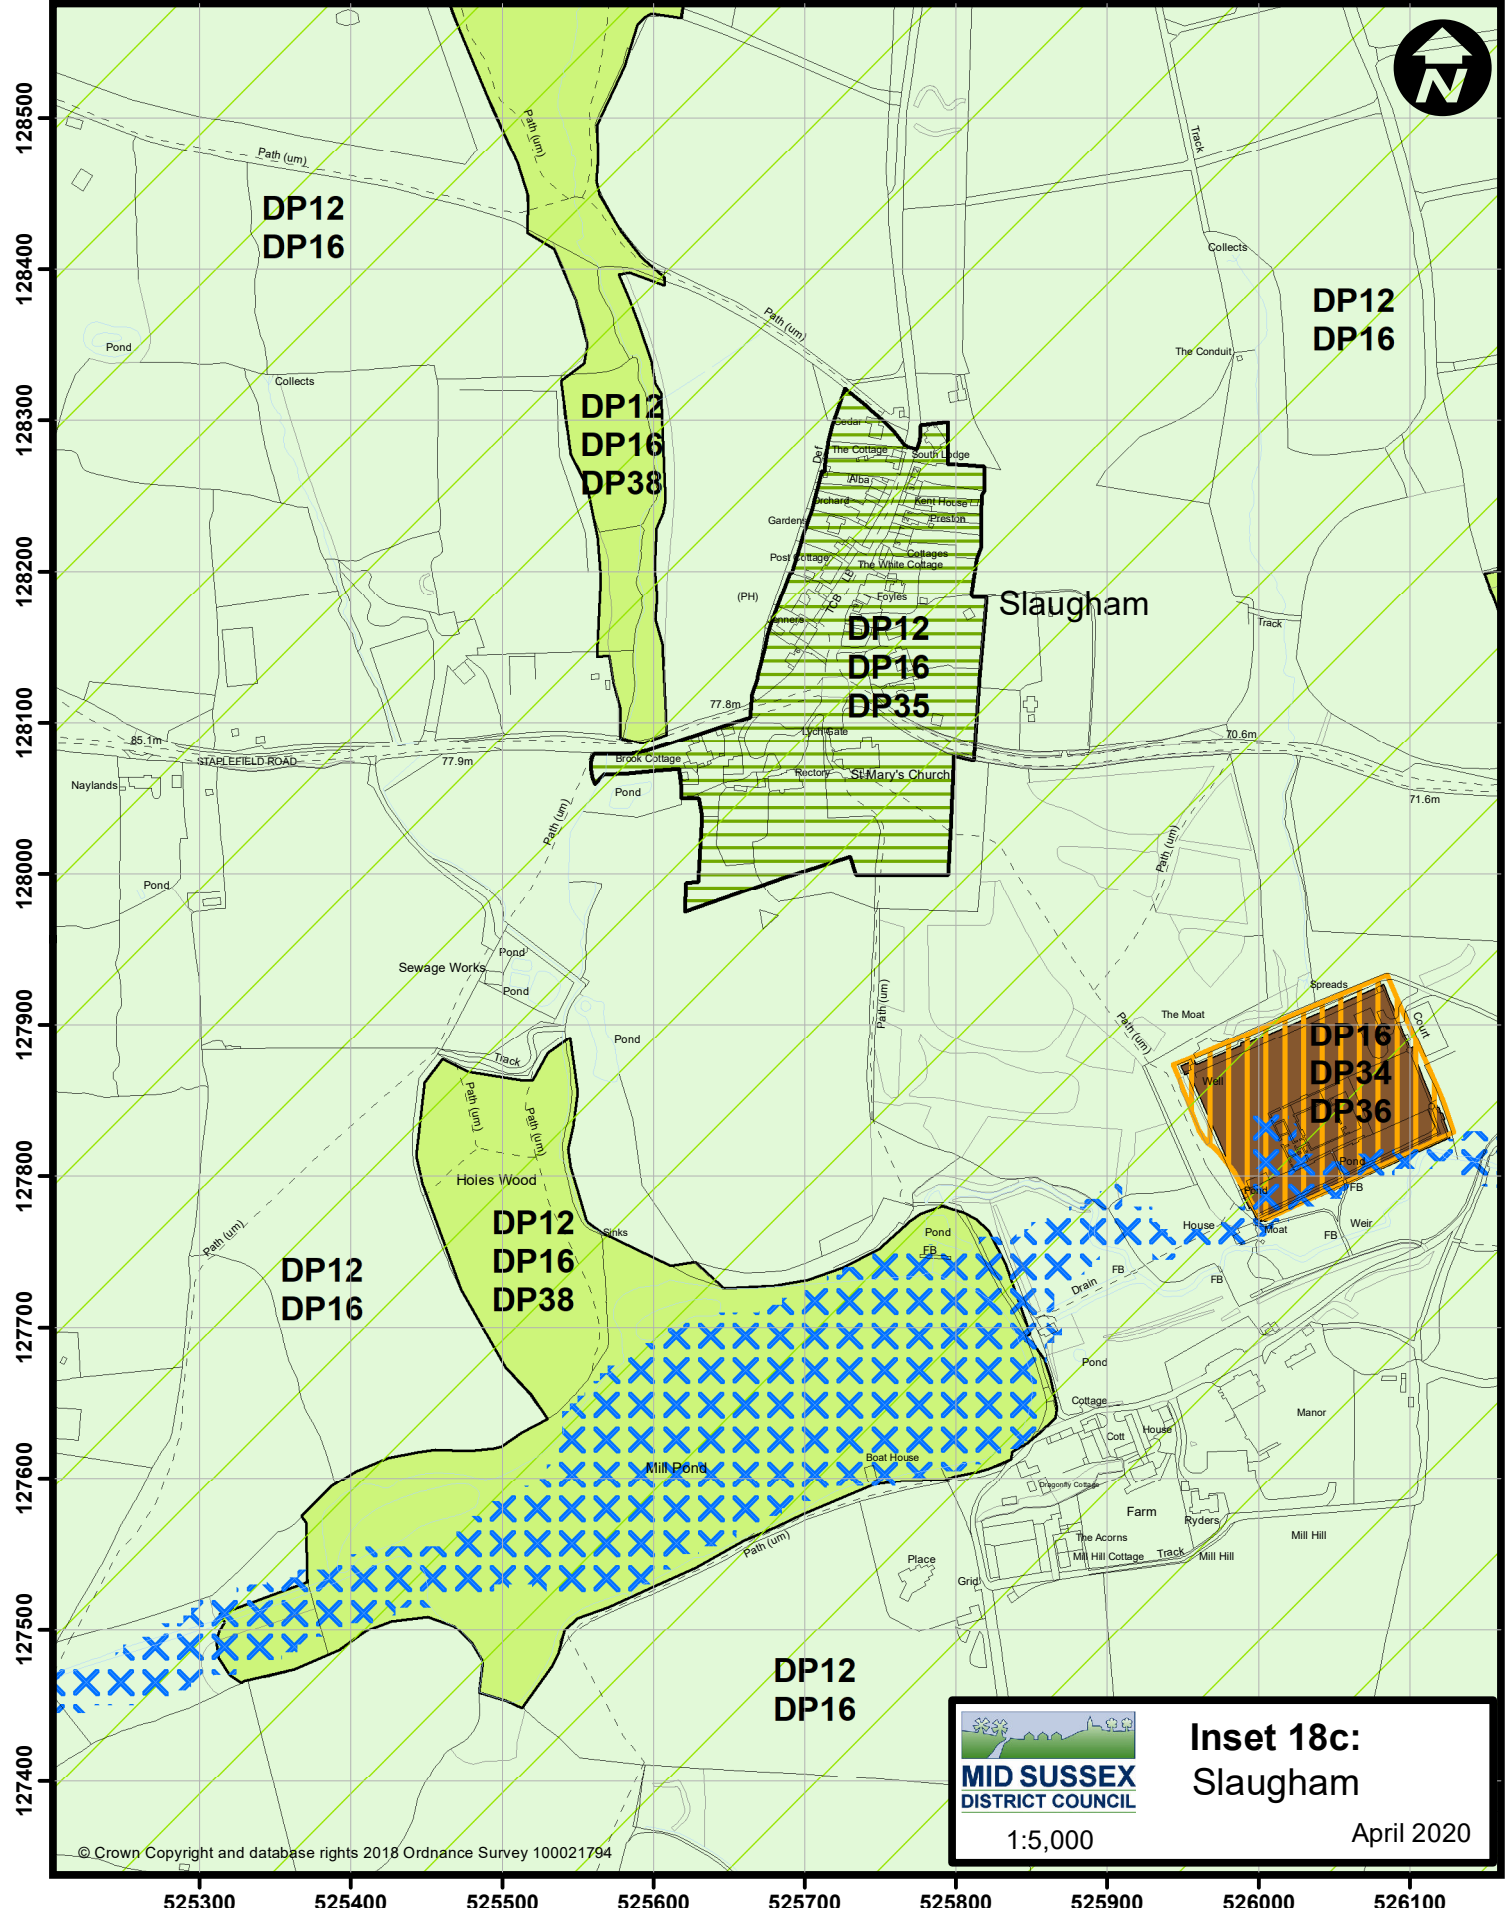 N
128500
128400
128300
128200
128100
128000
127900
127800
127700
127600
127500
127400
Path (um)
Path (um)
Track
DP12
DP16
Collects
DP12
DP16
The Conduit
Path (um)
Pond
Collects
DP12
DP16
DP38
Cedar
Def
The Cottage
South Lodge
Alba
Orchard
Kent House
Gardens
Preston
Post Cottage
Cottages
The White Cottage
LB
(PH)
TCB
Foyles
Slaugham
Jenners
Track
DP12
DP16
DP35
77.8m
Lych Gate
85.1m
70.6m
STAPLEFIELD ROAD
77.9m
Brook Cottage
Rectory
St Mary's Church
Naylands
Pond
71.6m
Path (um)
Path (um)
Pond
Pond
Sewage Works
Pond
Path (um)
Spreads
The Moat
Court
Path (um)
Pond
DP16
DP34
DP36
Track
Well
Path (um)
Path (um)
Pond
Holes Wood
Pond
FB
DP12
DP16
DP38
Sinks
Path (um)
Pond
FB
House
Moat
Weir
FB
DP12
DP16
FB
FB
Drain
Pond
Cottage
Manor
House
Cott
Mill Pond
Boat House
Dragonfly Cottage
Farm
Ryders
Path (um)
The Acorns
Mill Hill
Mill Hill Cottage
Track
Mill Hill
Place
Grid
DP12
DP16
MID SUSSEX
DISTRICT COUNCIL
1:5,000
Inset 18c:
Slaugham
April 2020
© Crown Copyright and database rights 2018 Ordnance Survey 100021794
525300
525400
525500
525600
525700
525800
525900
526000
526100